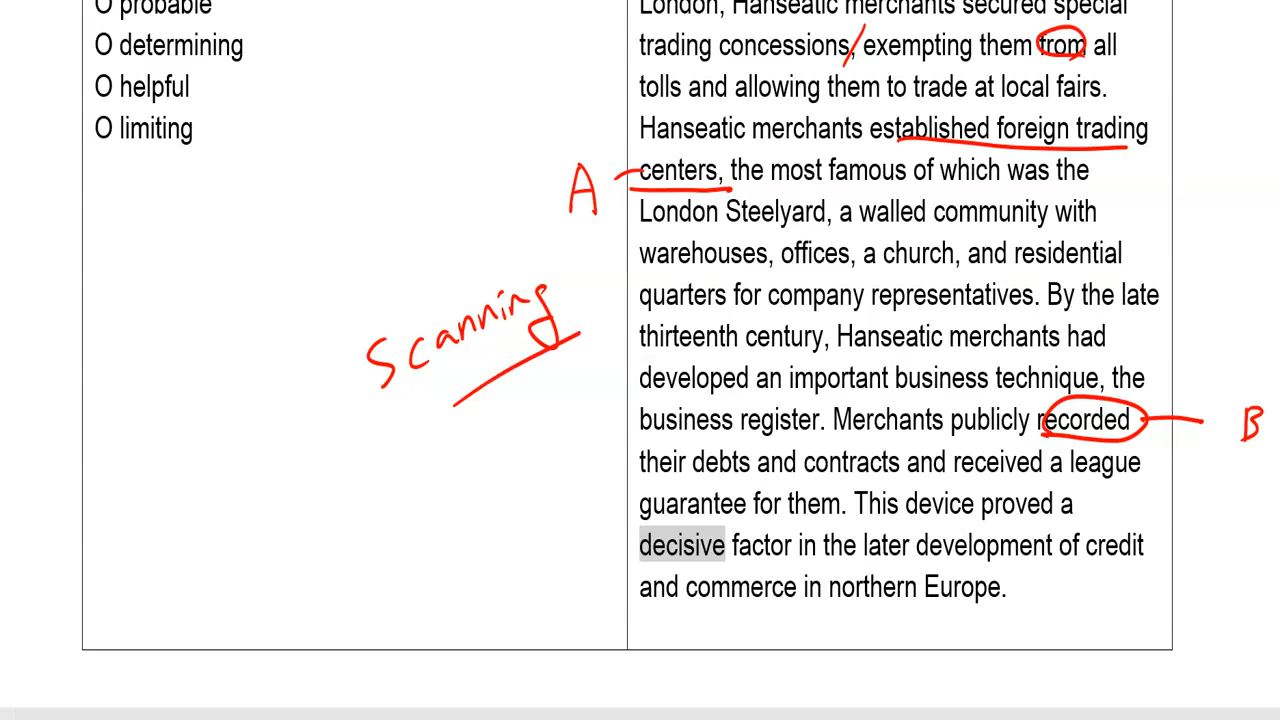 O probable
O determining
O helpful
O limiting
London, Hanseatic merchants secured special
trading concessions, exempting them from all
tolls and allowing them to trade at local fairs.
Hanseatic merchants established foreign trading
centers, the most famous of which was the
London Steelyard, a walled community with
warehouses, offices, a church, and residential
quarters for company representatives. By the late
thirteenth century, Hanseatic merchants had
developed an important business technique, the
business register. Merchants publicly recorded
their debts and contracts and received a league
guarantee for them. This device proved a
decisive factor in the later development of credit
and commerce in northern Europe.
A
Scanning
B